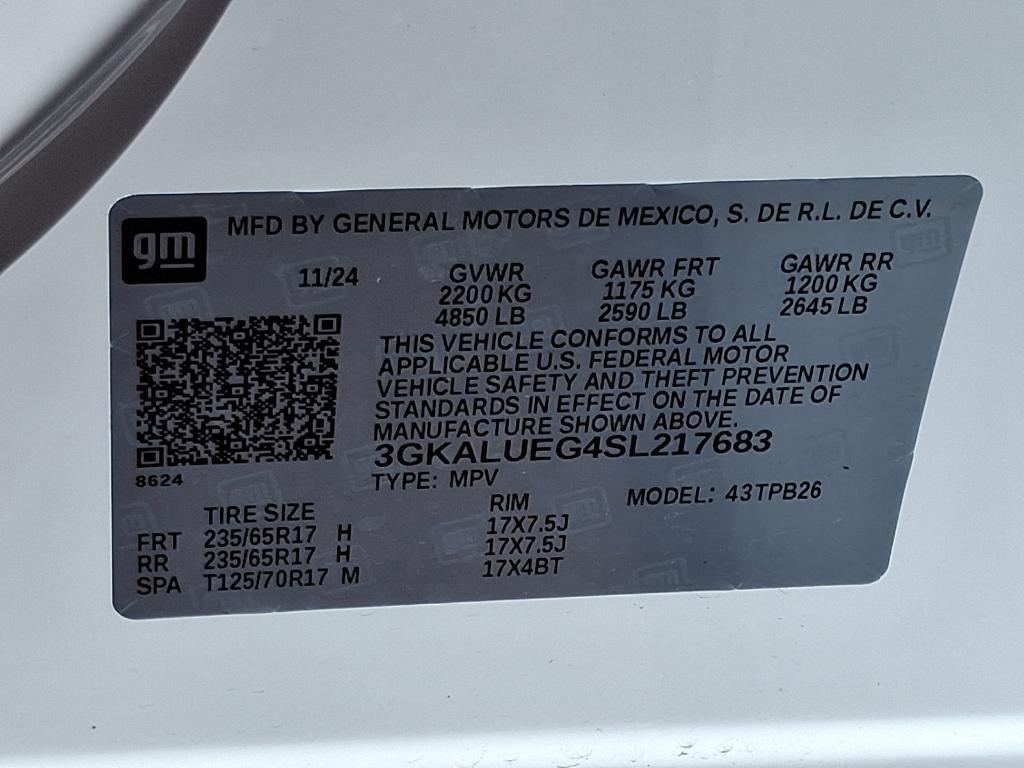 gm
MFD BY GENERAL MOTORS DE MEXICO, S. DE R.L. DE C.V.
11/24 GVWR GAWR FRT GAWR RR
2200 KG 1175 KG 1200 KG
4850 LB 2590 LB 2645 LB
THIS VEHICLE CONFORMS TO ALL
APPLICABLE U.S. FEDERAL MOTOR
VEHICLE SAFETY AND THEFT PREVENTION
STANDARDS IN EFFECT ON THE DATE OF
MANUFACTURE SHOWN ABOVE.
3GKALUEG4SL217683
8624
TYPE: MPV MODEL: 43TPB26
TIRE SIZE RIM
FRT 235/65R17 H 17X7.5J
RR 235/65R17 H 17X7.5J
SPA T125/70R17 M 17X4BT